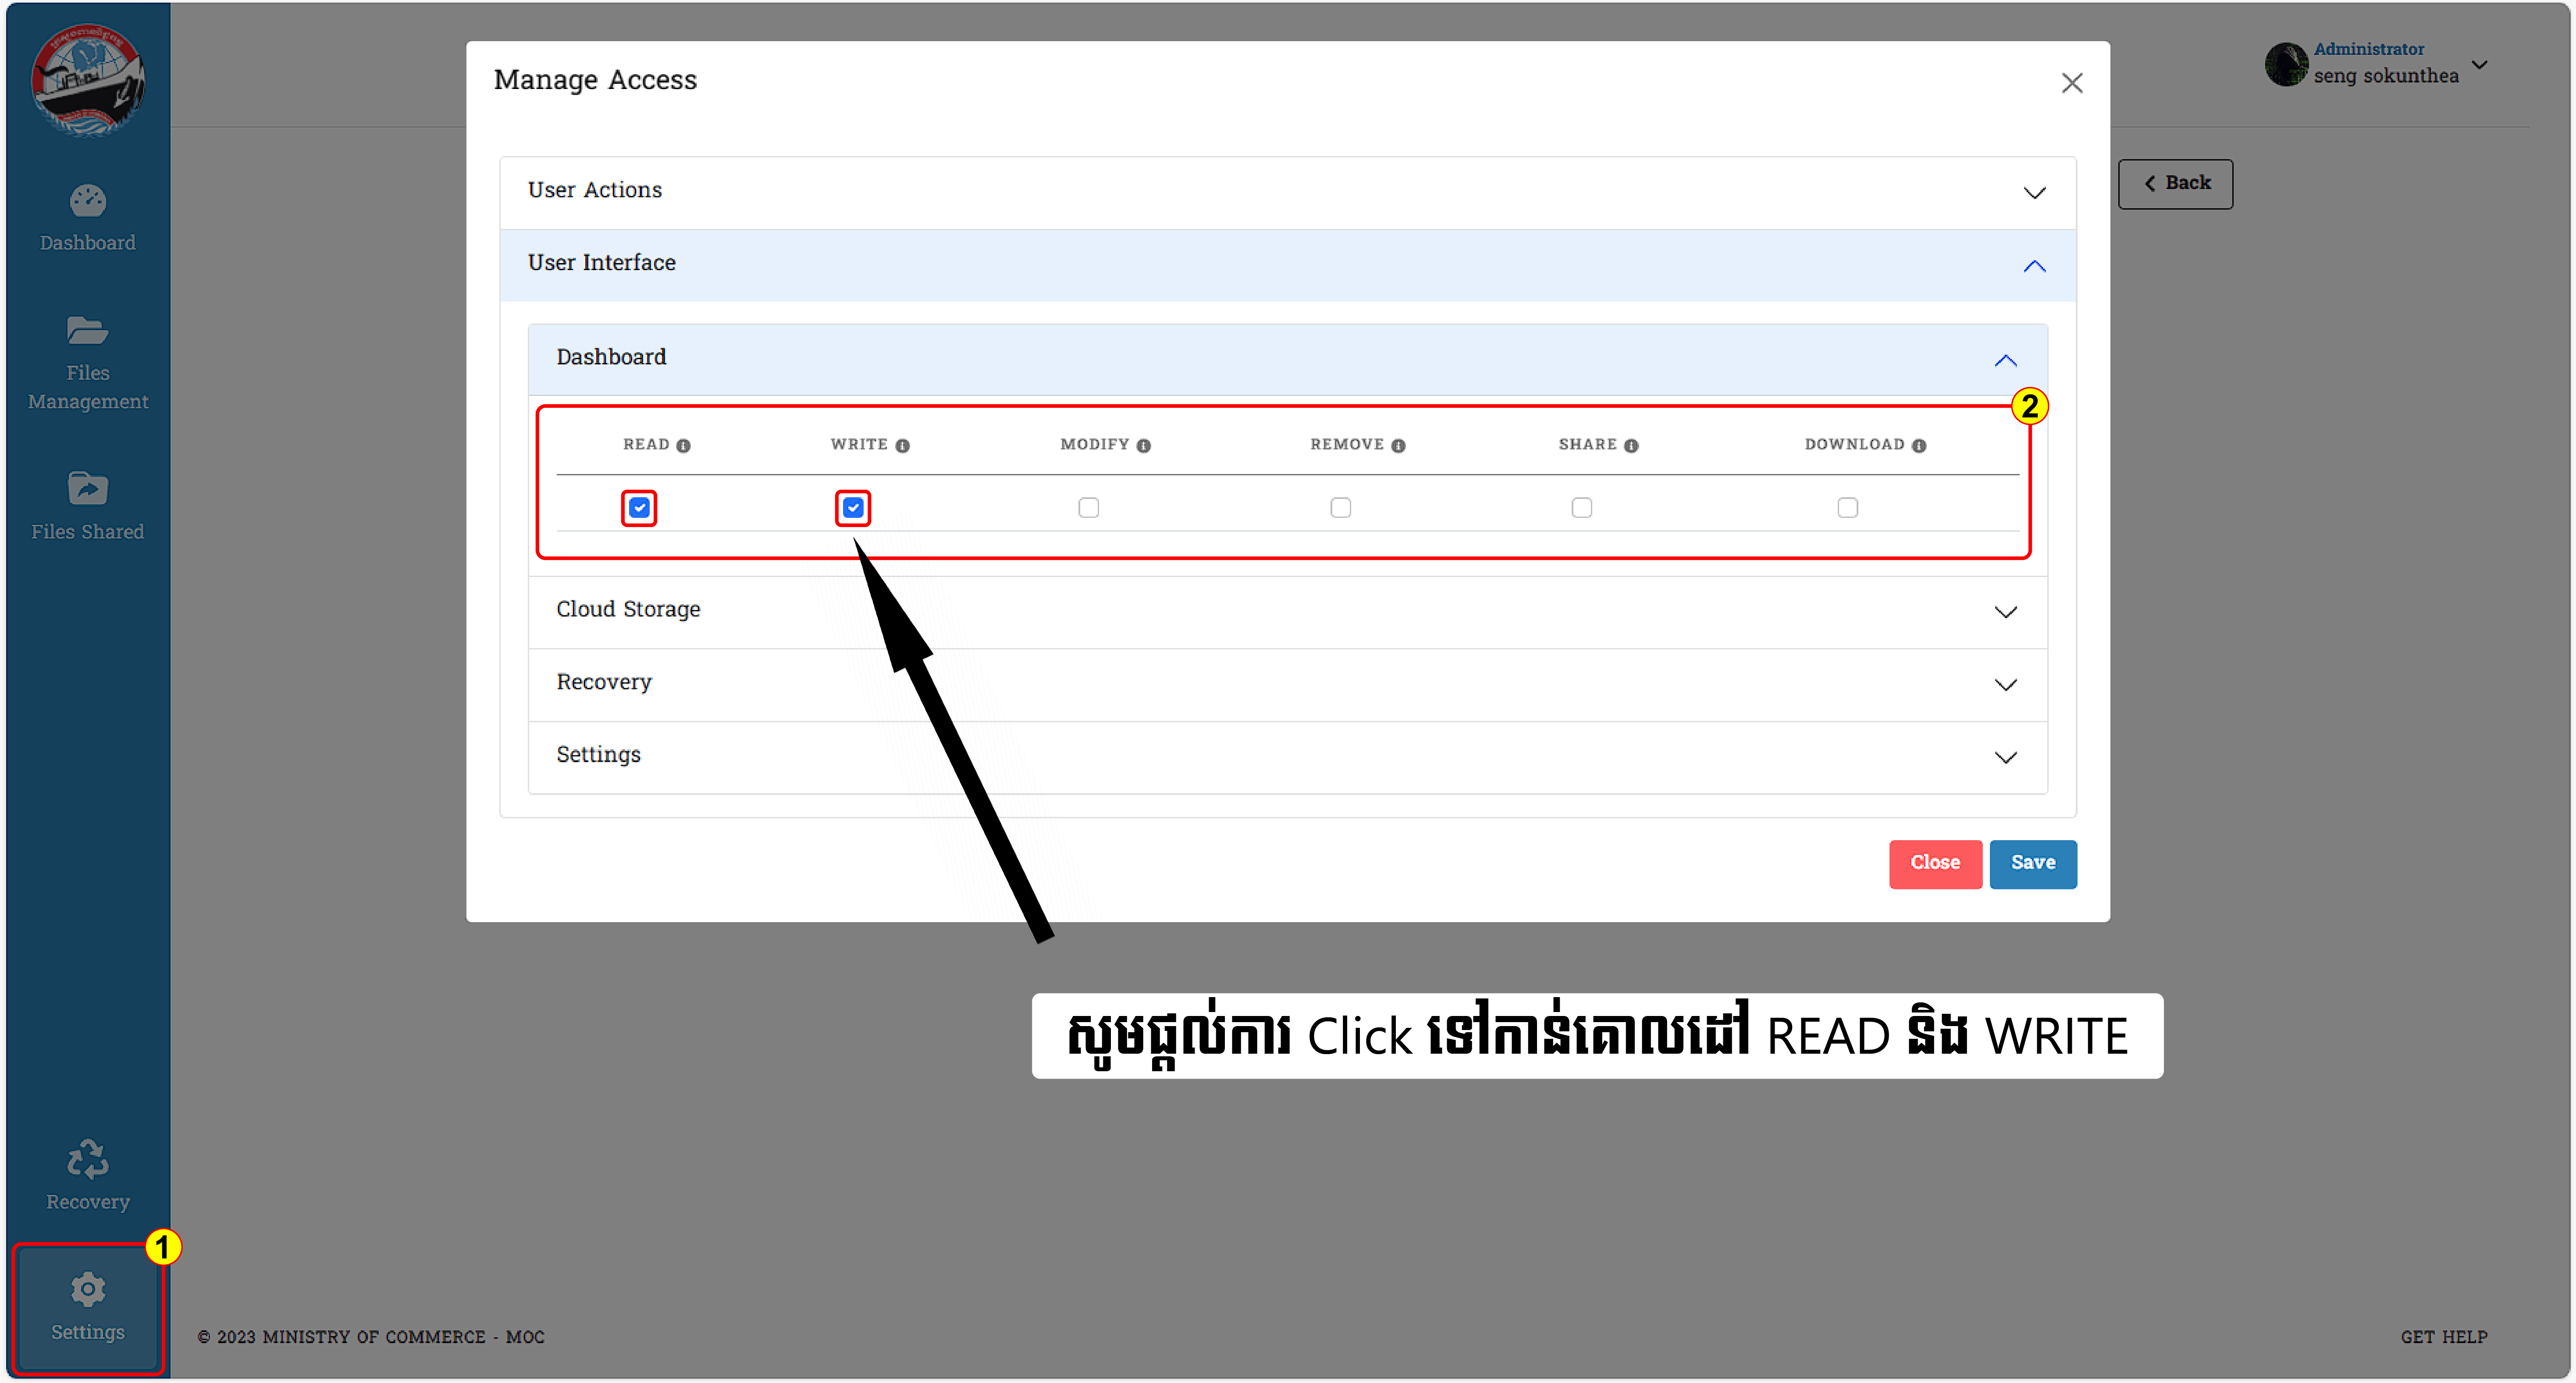 Administrator
seng sokunthea
Manage Access
Back
User Actions
User Interface
Dashboard
Dashboard
2
READ WRITE MODIFY REMOVE SHARE DOWNLOAD
Files
Management
Files Shared
Cloud Storage
Recovery
Settings
Close Save
សូមផ្ដល់ការ Click ទៅកាន់គោលដៅ READ និង WRITE
Recovery
1
Settings
© 2023 MINISTRY OF COMMERCE - MOC
GET HELP